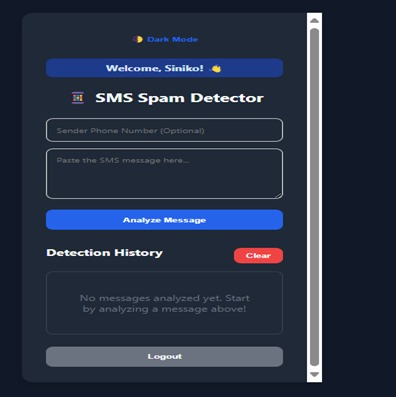 🌗 Dark Mode
Welcome, Siniko! 👋
SMS Spam Detector
Sender Phone Number (Optional)
Paste the SMS message here...
Analyze Message
Detection History
Clear
No messages analyzed yet. Start
by analyzing a message above!
Logout